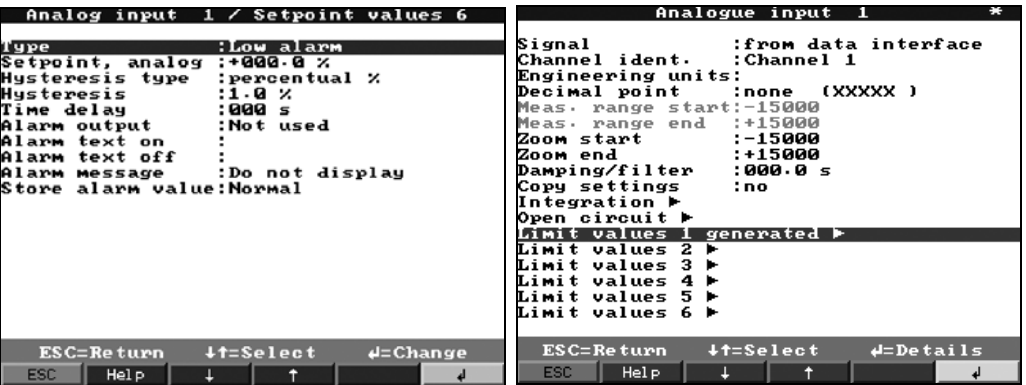 Analog input 1 / Setpoint values 6
Type :Low alarm
Setpoint, analog :+000.0 %
Hysteresis type :percentual %
Hysteresis :1.0 %
Time delay :000 s
Alarm output :Not used
Alarm text on :
Alarm text off :
Alarm message :Do not display
Store alarm value:Normal
ESC=Return ↓↑=Select ↲=Change
ESC Help ↓ ↑ ↲
Analogue input 1 *
Signal :from data interface
Channel ident. :Channel 1
Engineering units:
Decimal point :none (XXXXX )
Meas. range start:-15000
Meas. range end :+15000
Zoom start :-15000
Zoom end :+15000
Damping/filter :000.0 s
Copy settings :no
Integration ►
Open circuit ►
Limit values 1 generated ►
Limit values 2 ►
Limit values 3 ►
Limit values 4 ►
Limit values 5 ►
Limit values 6 ►
ESC=Return ↓↑=Select ↲=Details
ESC Help ↓ ↑ ↲